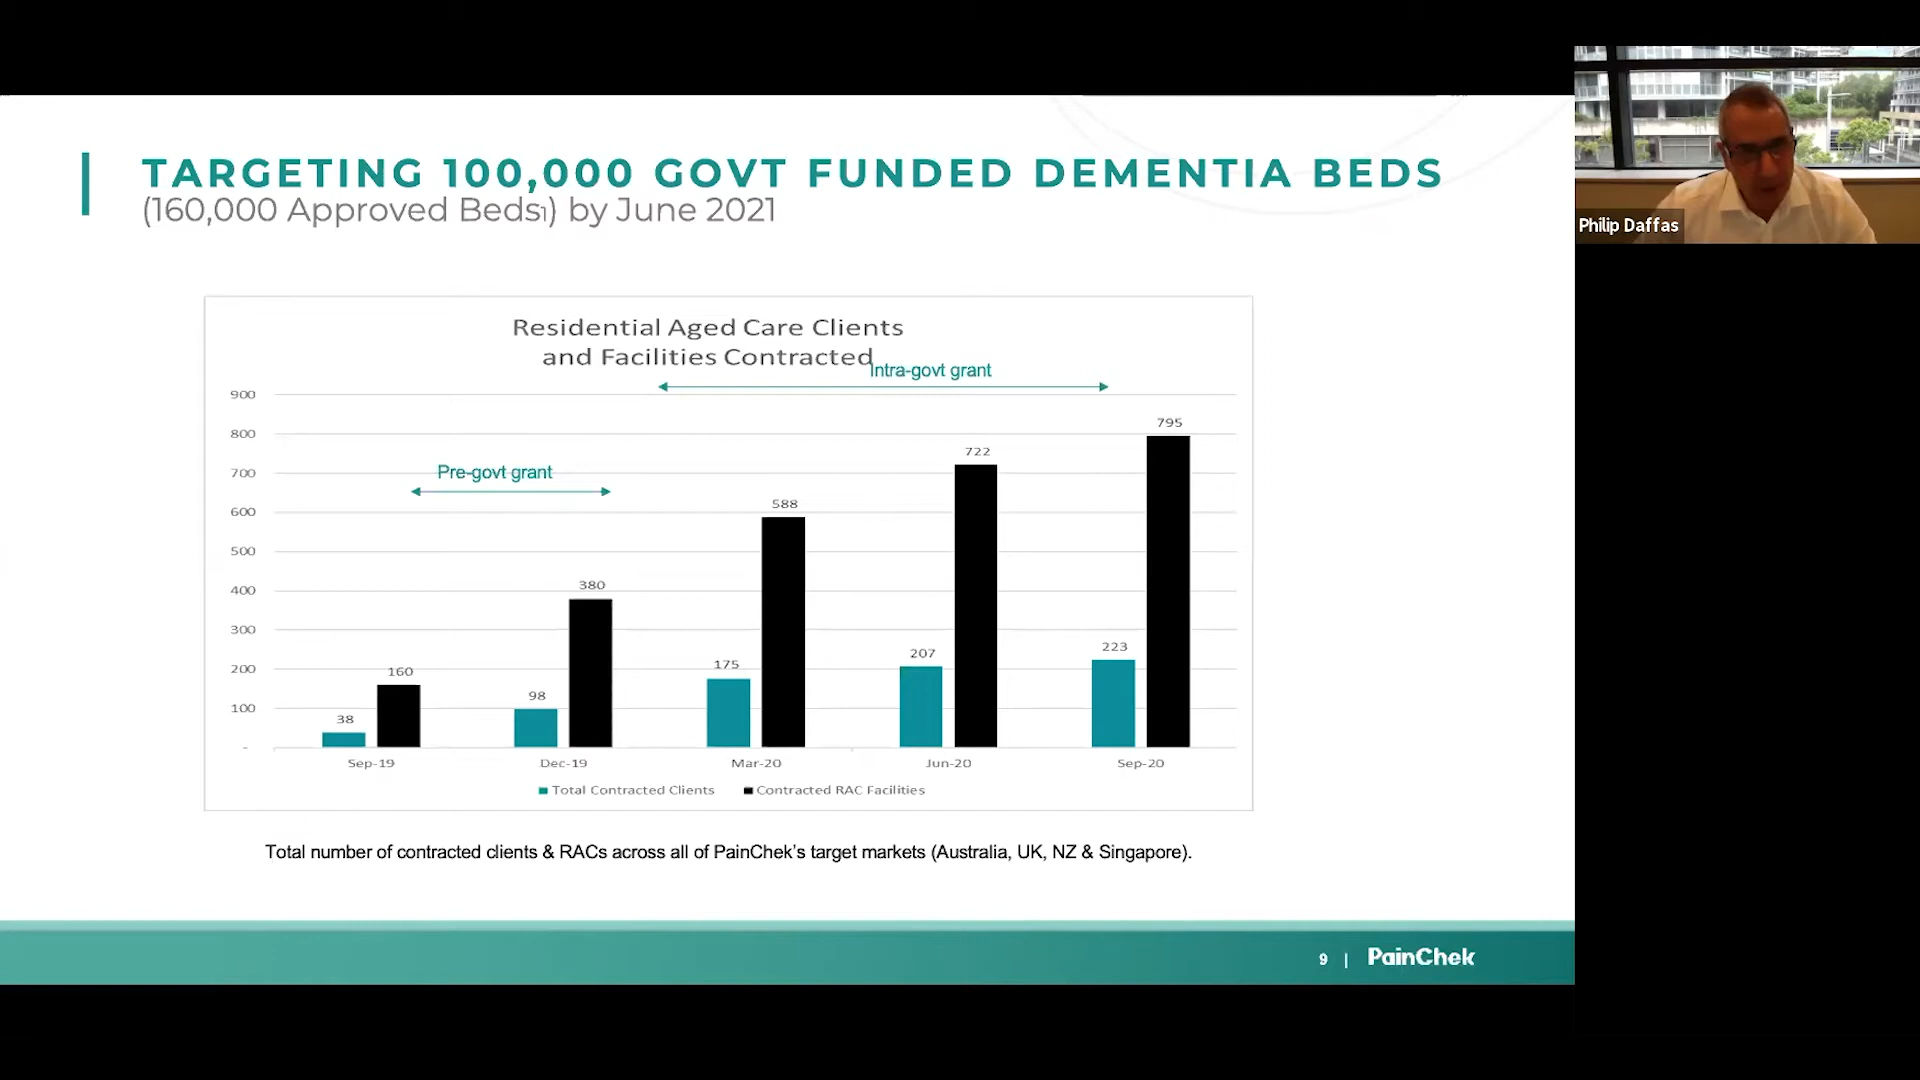 TARGETING 100,000 GOVT FUNDED DEMENTIA BEDS
(160,000 Approved Beds1) by June 2021
Philip Daffas
Residential Aged Care Clients
and Facilities Contracted
Intra-govt grant
Pre-govt grant
900
800
700
600
500
400
300
200
100
-
38
160
98
380
175
588
207
722
223
795
Sep-19
Dec-19
Mar-20
Jun-20
Sep-20
Total Contracted Clients
Contracted RAC Facilities
Total number of contracted clients & RACs across all of PainChek's target markets (Australia, UK, NZ & Singapore).
9 | PainChek